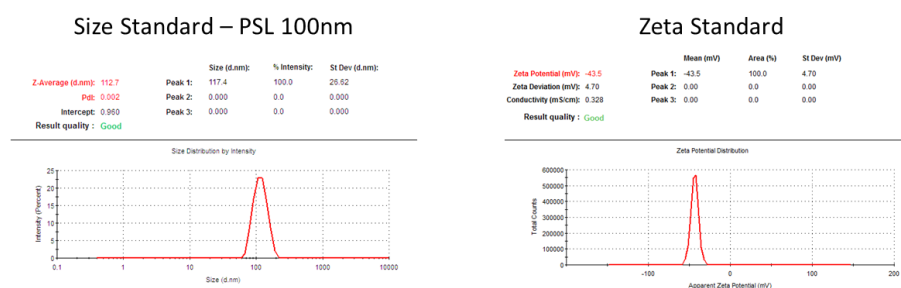 Size Standard – PSL 100nm
Size (d.nm): % Intensity: St Dev (d.nm):
Z-Average (d.nm): 112.7 Peak 1: 117.4 100.0 26.62
PdI: 0.002 Peak 2: 0.000 0.0 0.000
Intercept: 0.960 Peak 3: 0.000 0.0 0.000
Result quality : Good
Size Distribution by Intensity
Intensity (Percent)
25
20
15
10
5
0
0.1 1 10 100 1000 10000
Size (d.nm)
Zeta Standard
Mean (mV) Area (%) St Dev (mV)
Zeta Potential (mV): -43.5 Peak 1: -43.5 100.0 4.70
Zeta Deviation (mV): 4.70 Peak 2: 0.00 0.0 0.00
Conductivity (mS/cm): 0.328 Peak 3: 0.00 0.0 0.00
Result quality : Good
Zeta Potential Distribution
Total Counts
600000
500000
400000
300000
200000
100000
0
-100 0 100 200
Apparent Zeta Potential (mV)